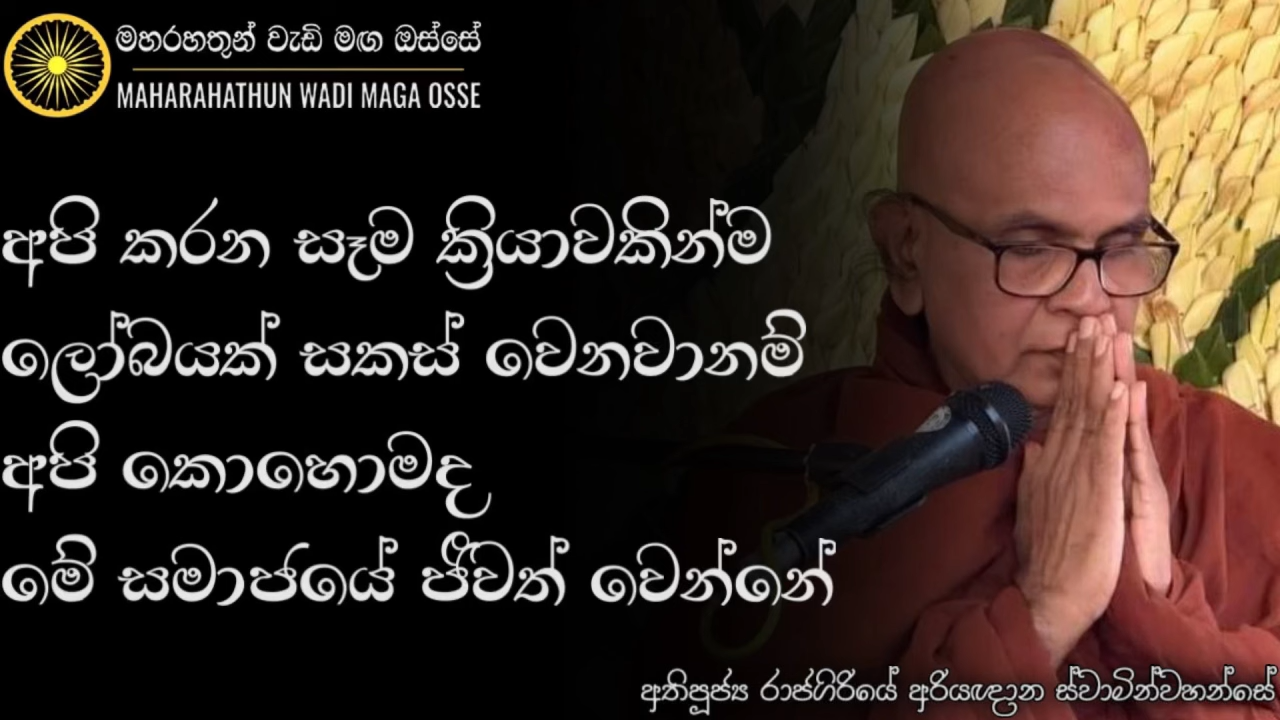 මහරහතුන් වැඩි මඟ ඔස්සේ
MAHARAHATHUN WADI MAGA OSSE
අපි කරන සෑම ක්‍රියාවකින්ම
ලෝබයක් සකස් වෙනවානම්
අපි කොහොමද
මේ සමාජයේ ජීවත් වෙන්නේ
අතිපූජ්‍ය රාජගිරියේ අරියඥාන ස්වාමින්වහන්සේ